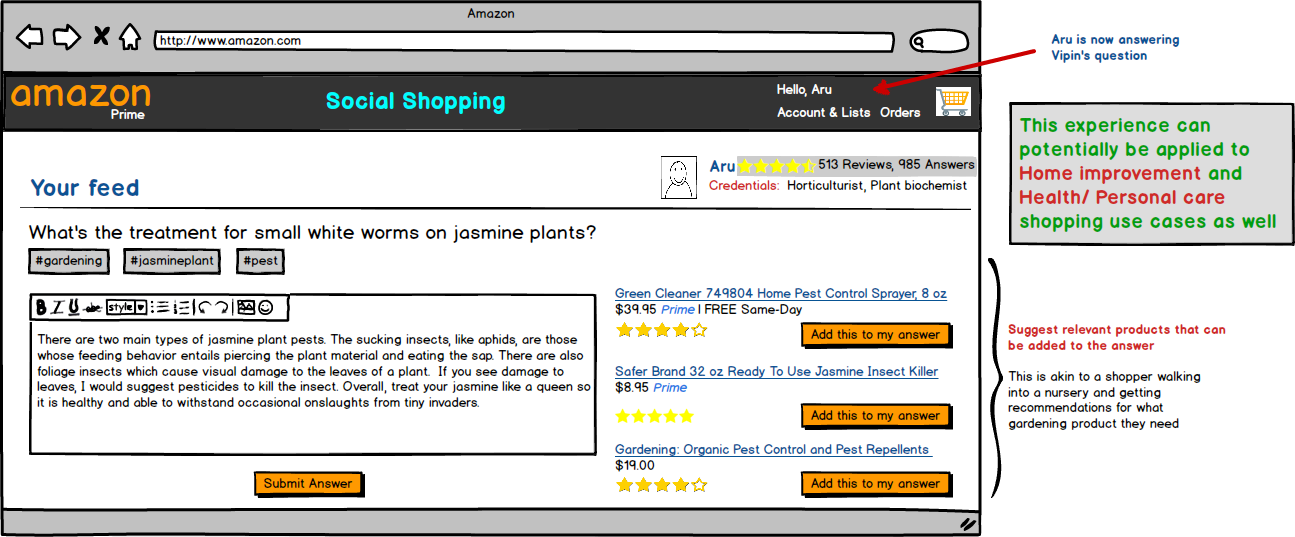 Amazon
http://www.amazon.com
amazon
Prime
Social Shopping
Hello, Aru
Account & Lists Orders
Aru is now answering
Vipin's question
This experience can
potentially be applied to
Home improvement and
Health/ Personal care
shopping use cases as well
Your feed
Aru 513 Reviews, 985 Answers
Credentials: Horticulturist, Plant biochemist
What's the treatment for small white worms on jasmine plants?
#gardening #jasmineplant #pest
B I U abc style
There are two main types of jasmine plant pests. The sucking insects, like aphids, are those
whose feeding behavior entails piercing the plant material and eating the sap. There are also
foliage insects which cause visual damage to the leaves of a plant. If you see damage to
leaves, I would suggest pesticides to kill the insect. Overall, treat your jasmine like a queen so
it is healthy and able to withstand occasional onslaughts from tiny invaders.
Submit Answer
Green Cleaner 749804 Home Pest Control Sprayer, 8 oz
$39.95 Prime | FREE Same-Day
Add this to my answer
Safer Brand 32 oz Ready To Use Jasmine Insect Killer
$8.95 Prime
Add this to my answer
Gardening: Organic Pest Control and Pest Repellents
$19.00
Add this to my answer
Suggest relevant products that can
be added to the answer
This is akin to a shopper walking
into a nursery and getting
recommendations for what
gardening product they need